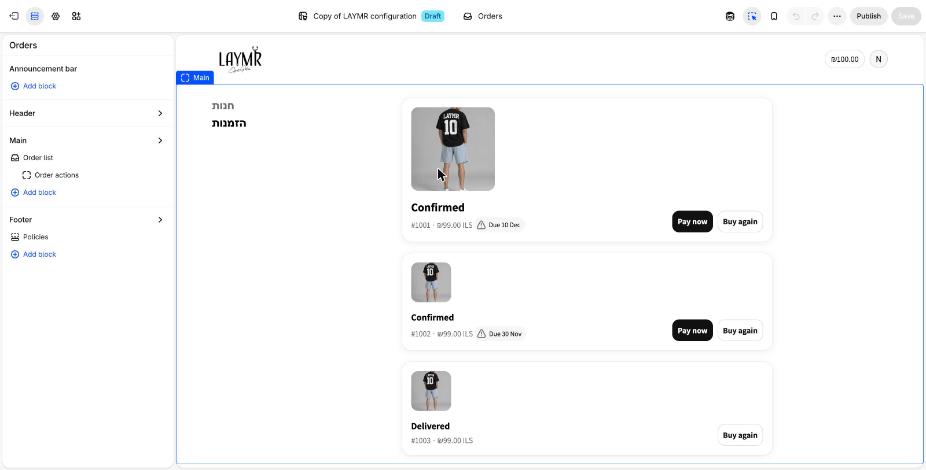 Copy of LAYMR configuration Draft Orders
Publish Save
Orders
Announcement bar
Add block
Header
Main
Order list
Order actions
Add block
Footer
Policies
Add block
LAYMR
₪100.00 N
Main
חנות
הזמנות
LAYMR
10
Confirmed
#1001 · ₪99.00 ILS Due 10 Dec
Pay now Buy again
10
Confirmed
#1002 · ₪99.00 ILS Due 30 Nov
Pay now Buy again
10
Delivered
#1003 · ₪99.00 ILS
Buy again